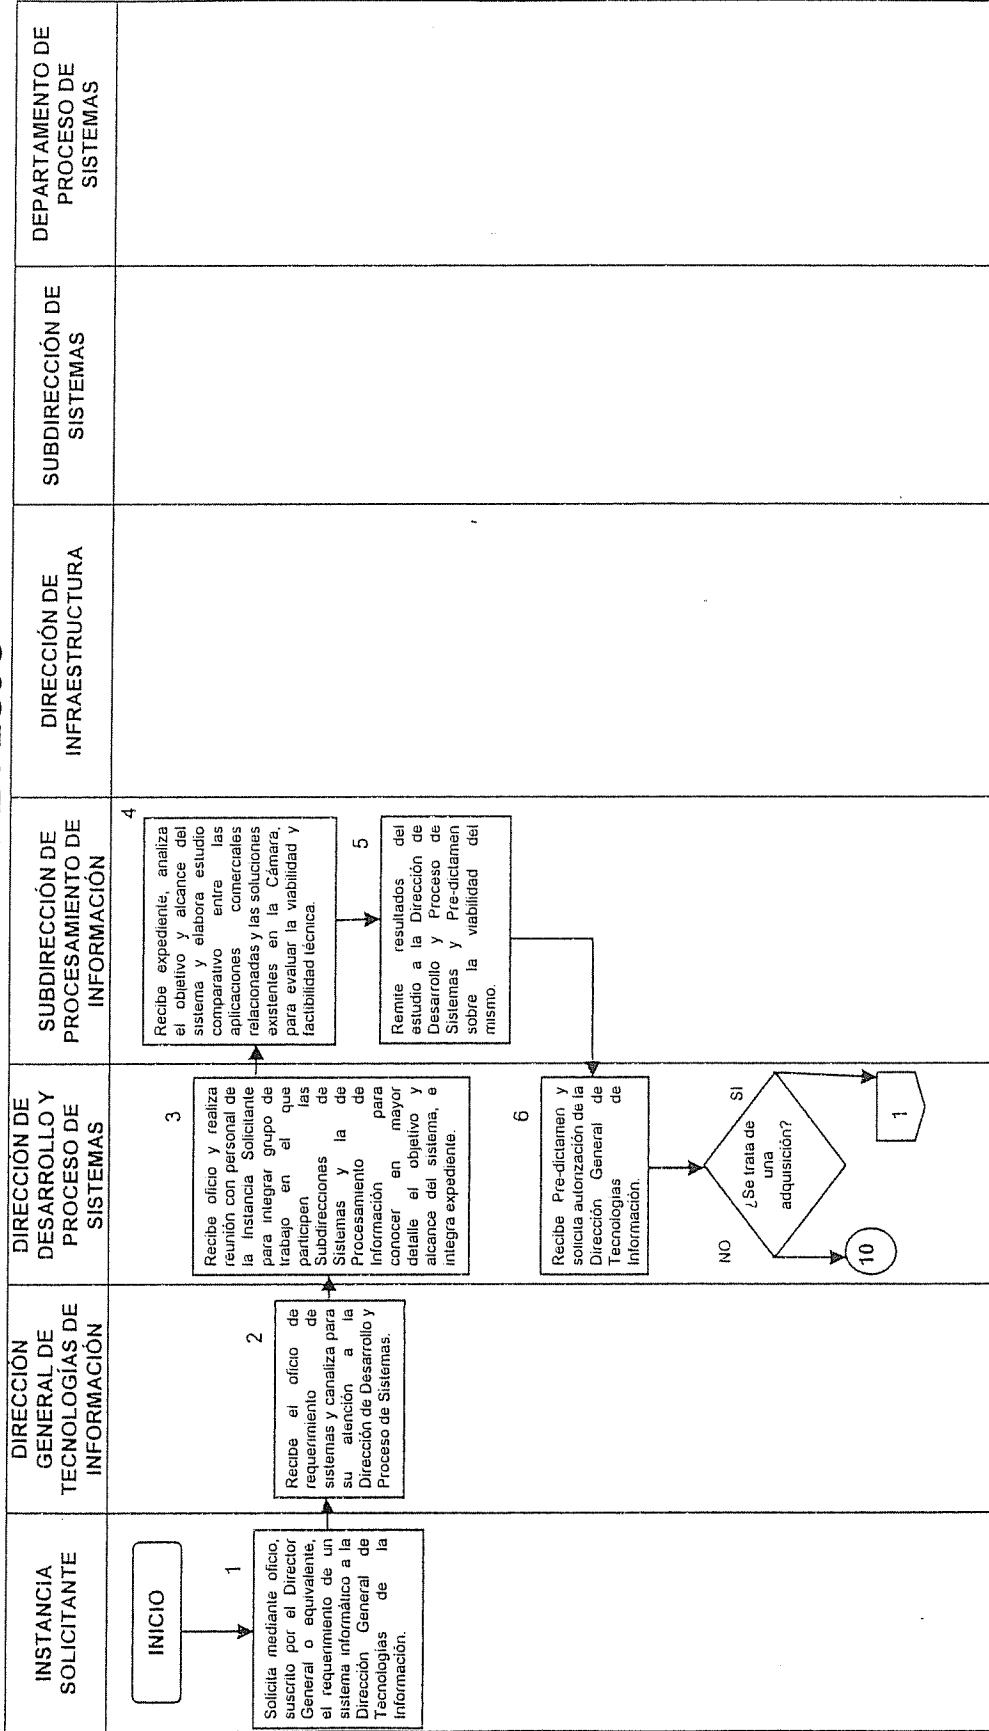 INSTANCIA
SOLICITANTE
DIRECCIÓN
GENERAL DE
TECNOLOGÍAS DE
INFORMACIÓN
DIRECCIÓN DE
DESARROLLO Y
PROCESO DE
SISTEMAS
SUBDIRECCIÓN DE
PROCESAMIENTO DE
INFORMACIÓN
DIRECCIÓN DE
INFRAESTRUCTURA
SUBDIRECCIÓN DE
SISTEMAS
DEPARTAMENTO DE
PROCESO DE
SISTEMAS
INICIO
1
Solicita mediante oficio,
suscrito por el Director
General o equivalente,
el requerimiento de un
sistema informático a la
Dirección General de
Tecnologías de la
Información.
2
Recibe el oficio de
requerimiento de
sistemas y canaliza para
su atención a la
Dirección de Desarrollo y
Proceso de Sistemas.
3
Recibe oficio y realiza
reunión con personal de
la Instancia Solicitante
para integrar grupo de
trabajo en el que
participen las
Subdirecciones de
Sistemas y la de
Procesamiento de
Información para
conocer en mayor
detalle el objetivo y
alcance del sistema, e
integra expediente.
4
Recibe expediente, analiza
el objetivo y alcance del
sistema y elabora estudio
comparativo entre las
aplicaciones comerciales
relacionadas y las soluciones
existentes en la Cámara,
para evaluar la viabilidad y
factibilidad técnica.
5
Remite resultados del
estudio a la Dirección de
Desarrollo y Proceso de
Sistemas y Pre-dictamen
sobre la viabilidad del
mismo.
6
Recibe Pre-dictamen y
solicita autorización de la
Dirección General de
Tecnologías de
Información.
¿Se trata de
una
adquisición?
NO
SI
10
1